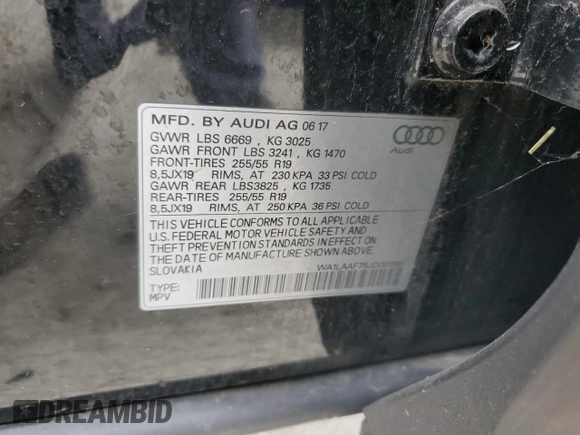 MFD. BY AUDI AG 06 17
GVWR LBS 6669 , KG 3025
GAWR FRONT LBS 3241 , KG 1470
FRONT-TIRES 255/55 R19
8,5JX19 RIMS, AT 230 KPA 33 PSI COLD
GAWR REAR LBS3825 , KG 1735
REAR-TIRES 255/55 R19
8,5JX19 RIMS, AT 250 KPA 36 PSI COLD
Audi
THIS VEHICLE CONFORMS TO ALL APPLICABLE
U.S. FEDERAL MOTOR VEHICLE SAFETY AND
THEFT PREVENTION STANDARDS IN EFFECT ON
THE DATE OF MANUFACTURE SHOWN ABOVE.
SLOVAKIA
TYPE:
MPV
DREAMBID